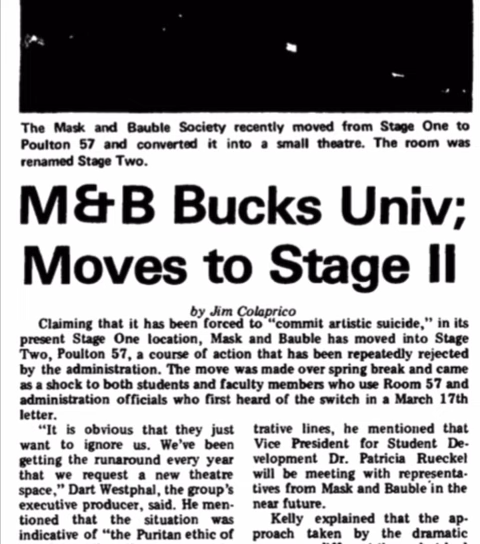 The Mask and Bauble Society recently moved from Stage One to
Poulton 57 and converted it into a small theatre. The room was
renamed Stage Two.
M&B Bucks Univ;
Moves to Stage II
by Jim Colaprico
Claiming that it has been forced to "commit artistic suicide," in its
present Stage One location, Mask and Bauble has moved into Stage
Two, Poulton 57, a course of action that has been repeatedly rejected
by the administration. The move was made over spring break and came
as a shock to both students and faculty members who use Room 57 and
administration officials who first heard of the switch in a March 17th
letter.
"It is obvious that they just
want to ignore us. We've been
getting the runaround every year
that we request a new theatre
space," Dart Westphal, the group's
executive producer, said. He men-
tioned that the situation was
indicative of "the Puritan ethic of
trative lines, he mentioned that
Vice President for Student De-
velopment Dr. Patricia Rueckel
will be meeting with representa-
tives from Mask and Bauble in the
near future.
Kelly explained that the ap-
proach taken by the dramatic